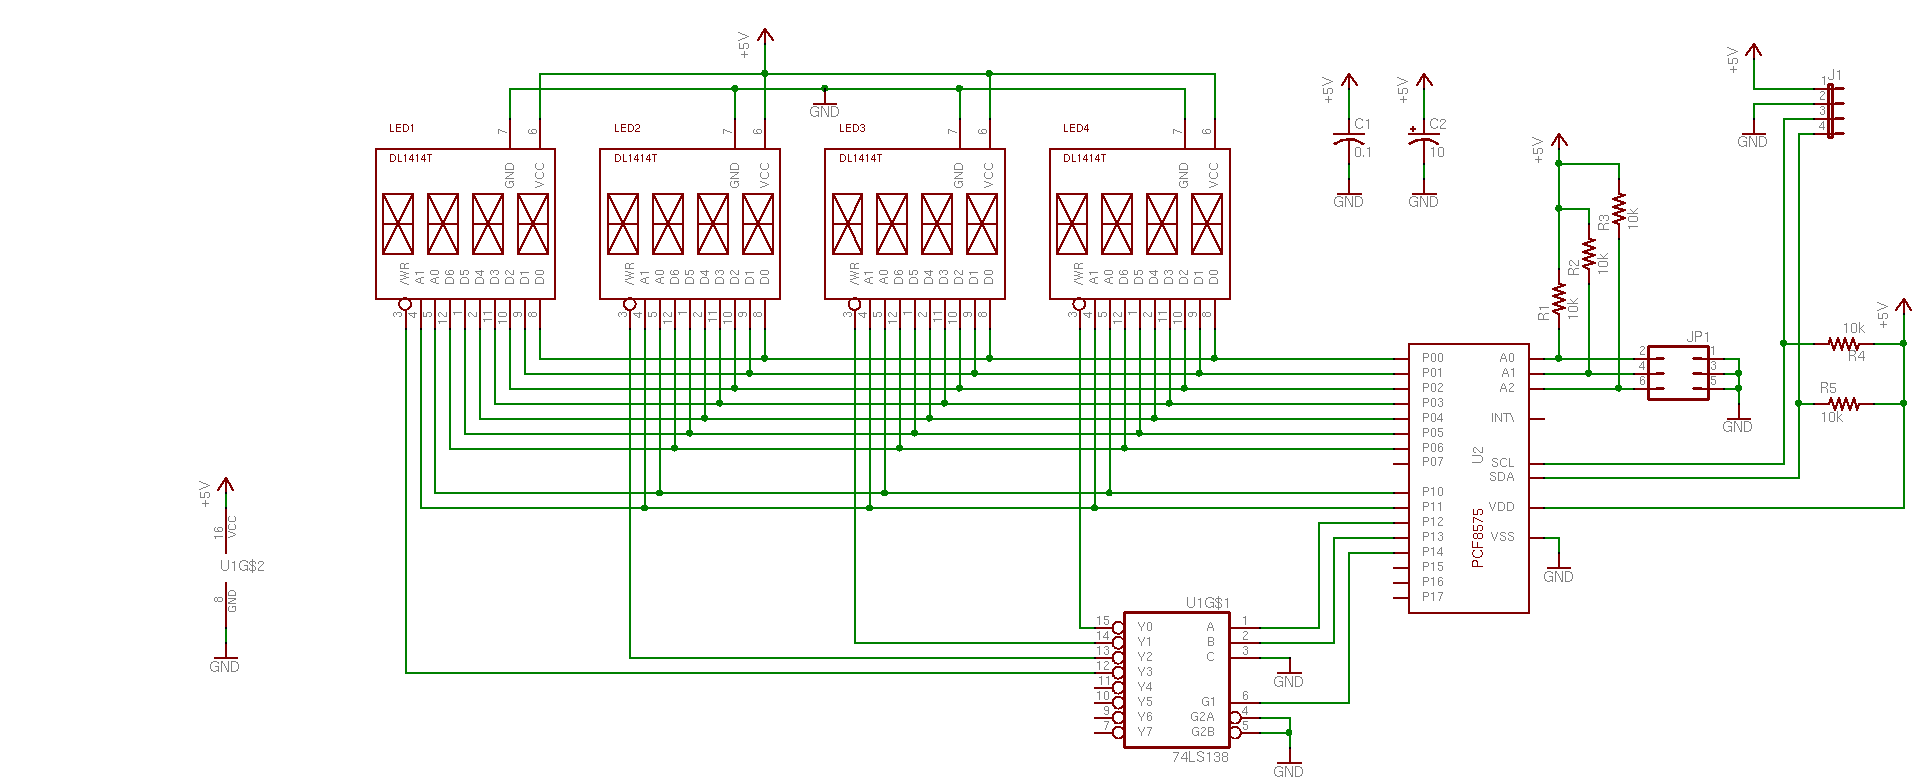 +5V
GND
LED1
DL1414T
7
GND
6
VCC
/WR
A1
A0
D6
D5
D4
D3
D2
D1
D0
3
4
5
12
1
2
11
10
9
8
LED2
DL1414T
7
GND
6
VCC
/WR
A1
A0
D6
D5
D4
D3
D2
D1
D0
3
4
5
12
1
2
11
10
9
8
LED3
DL1414T
7
GND
6
VCC
/WR
A1
A0
D6
D5
D4
D3
D2
D1
D0
3
4
5
12
1
2
11
10
9
8
LED4
DL1414T
7
GND
6
VCC
/WR
A1
A0
D6
D5
D4
D3
D2
D1
D0
3
4
5
12
1
2
11
10
9
8
+5V
C1
0.1
GND
+5V
C2
10
GND
+5V
J1
1
2
3
4
GND
+5V
R3
10k
R2
10k
R1
10k
JP1
2
4
6
1
3
5
GND
+5V
10k
R4
R5
10k
P00
P01
P02
P03
P04
P05
P06
P07
P10
P11
P12
P13
P14
P15
P16
P17
A0
A1
A2
INT\
SCL
SDA
VDD
VSS
U2
PCF8575
GND
+5V
16
VCC
U1G$2
8
GND
GND
U1G$1
15
14
13
12
11
10
9
7
Y0
Y1
Y2
Y3
Y4
Y5
Y6
Y7
A
B
C
G1
G2A
G2B
1
2
3
6
4
5
74LS138
GND
GND